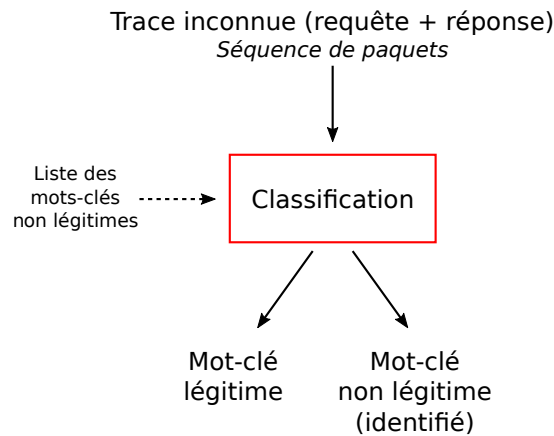 Trace inconnue (requête + réponse)
Séquence de paquets
Liste des
mots-clés
non légitimes
Classification
Mot-clé
légitime
Mot-clé
non légitime
(identifié)